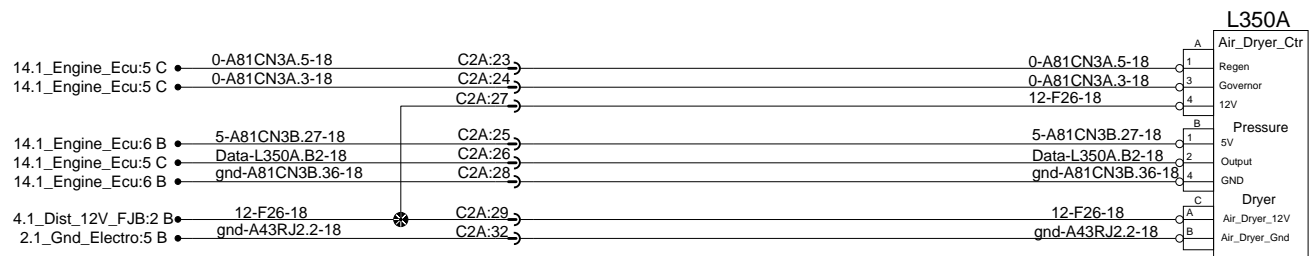 L350A
A Air_Dryer_Ctr
14.1_Engine_Ecu:5 C 0-A81CN3A.5-18 C2A:23 0-A81CN3A.5-18 1 Regen
14.1_Engine_Ecu:5 C 0-A81CN3A.3-18 C2A:24 0-A81CN3A.3-18 3 Governor
C2A:27 12-F26-18 4 12V
B Pressure
14.1_Engine_Ecu:6 B 5-A81CN3B.27-18 C2A:25 5-A81CN3B.27-18 1 5V
14.1_Engine_Ecu:5 C Data-L350A.B2-18 C2A:26 Data-L350A.B2-18 2 Output
14.1_Engine_Ecu:6 B gnd-A81CN3B.36-18 C2A:28 gnd-A81CN3B.36-18 4 GND
C Dryer
4.1_Dist_12V_FJB:2 B 12-F26-18 C2A:29 12-F26-18 A Air_Dryer_12V
2.1_Gnd_Electro:5 B gnd-A43RJ2.2-18 C2A:32 gnd-A43RJ2.2-18 B Air_Dryer_Gnd